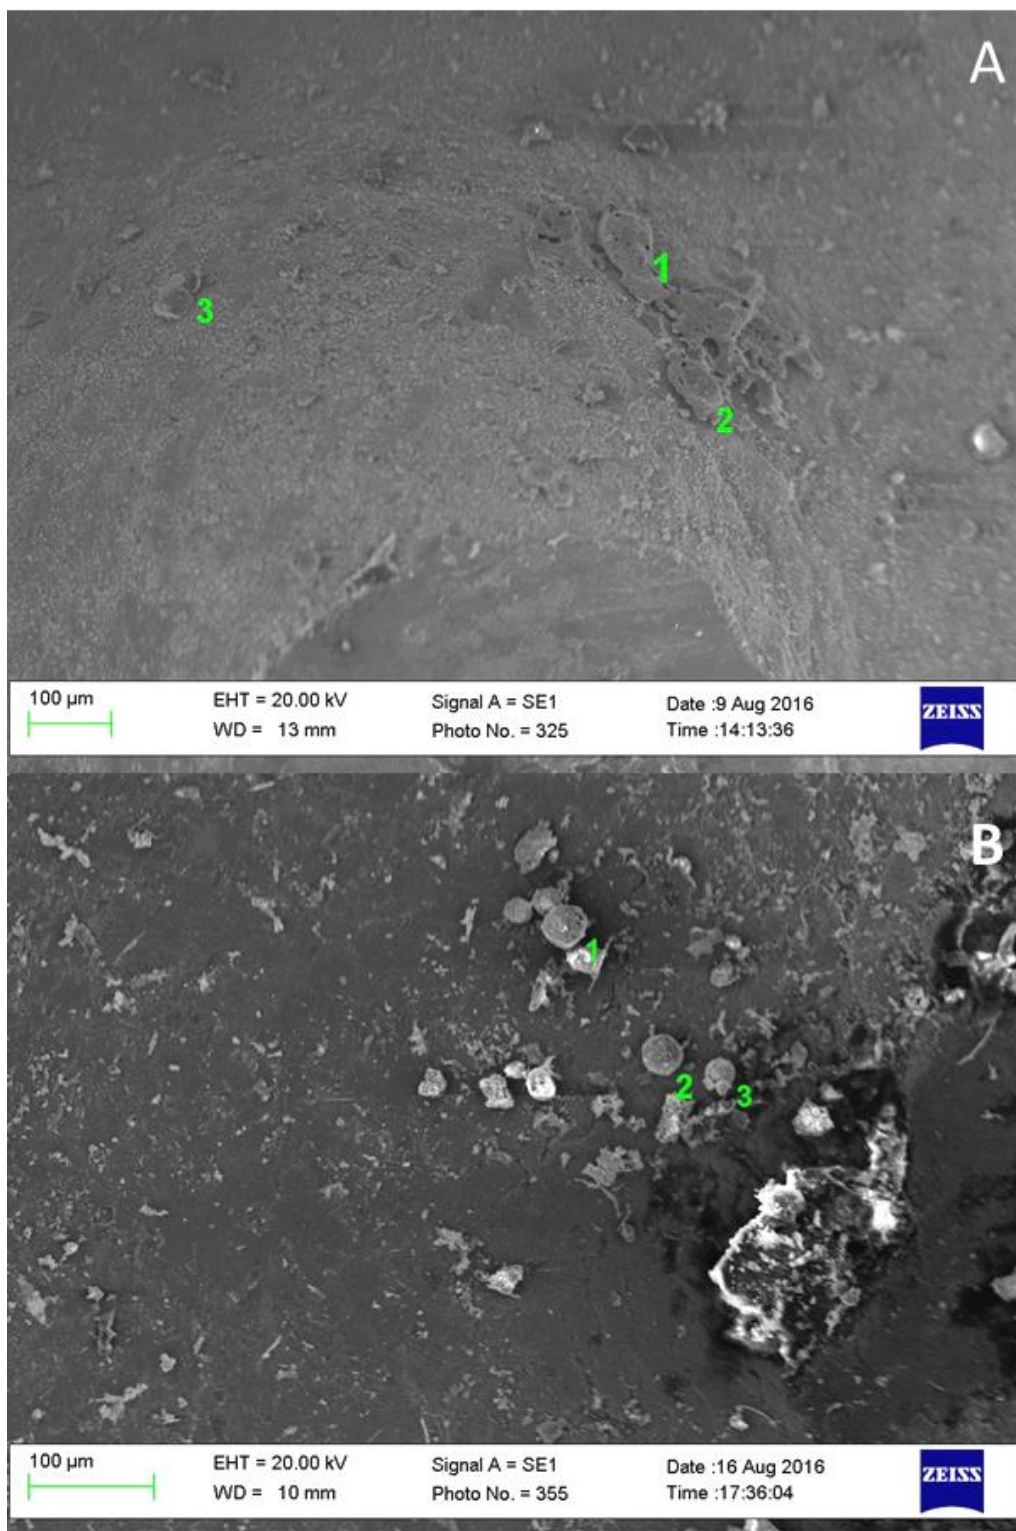 A
1
3
2
100 µm
EHT = 20.00 kV
Signal A = SE1
Date :9 Aug 2016
ZEISS
WD = 13 mm
Photo No. = 325
Time :14:13:36
B
1
2
3
100 µm
EHT = 20.00 kV
Signal A = SE1
Date :16 Aug 2016
ZEISS
WD = 10 mm
Photo No. = 355
Time :17:36:04